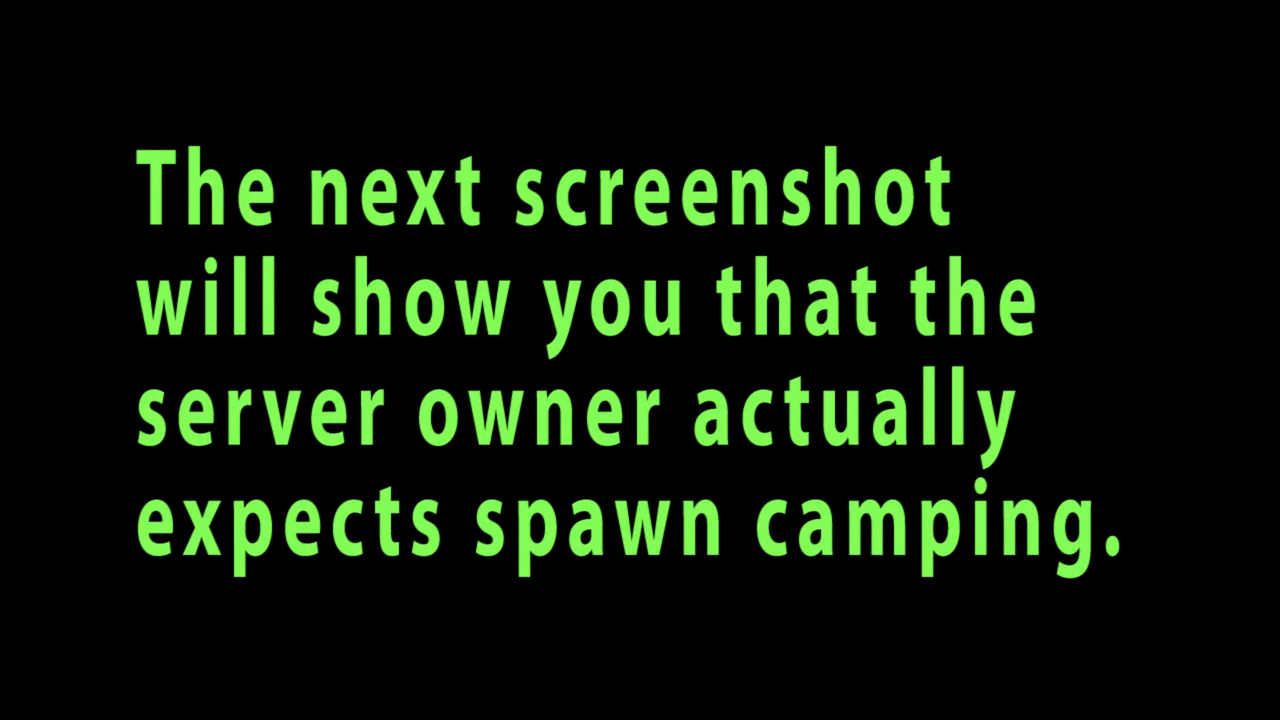 The next screenshot
will show you that the
server owner actually
expects spawn camping.